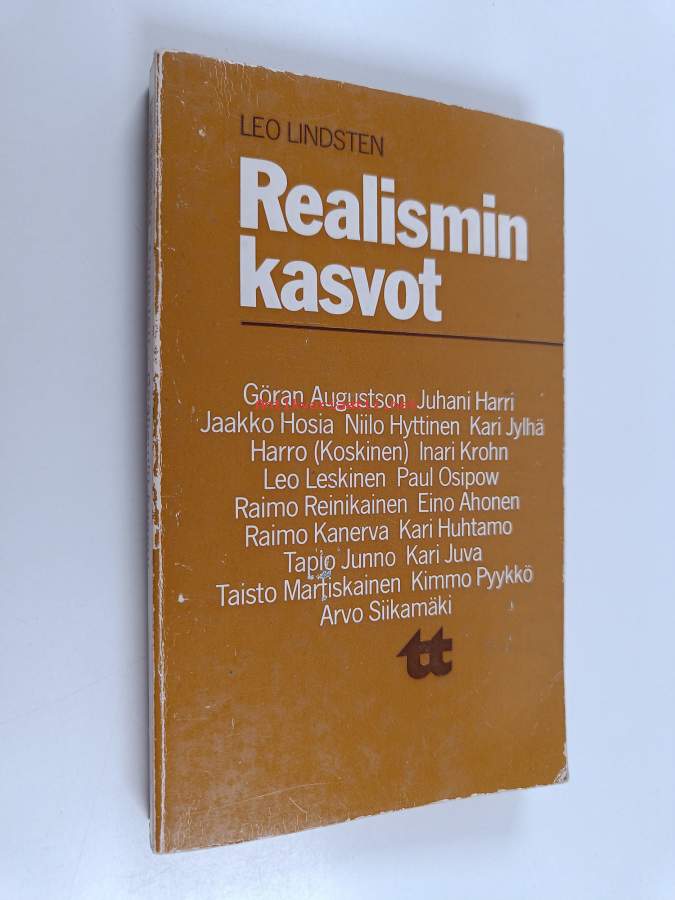 LEO LINDSTEN
Realismin
kasvot
Göran Augustson Juhani Harri
Jaakko Hosia Niilo Hyttinen Kari Jylhä
Harro (Koskinen) Inari Krohn
Leo Leskinen Paul Osipow
Raimo Reinikainen Eino Ahonen
Raimo Kanerva Kari Huhtamo
Tapio Junno Kari Juva
Taisto Martiskainen Kimmo Pyykkö
Arvo Siikamäki
tt